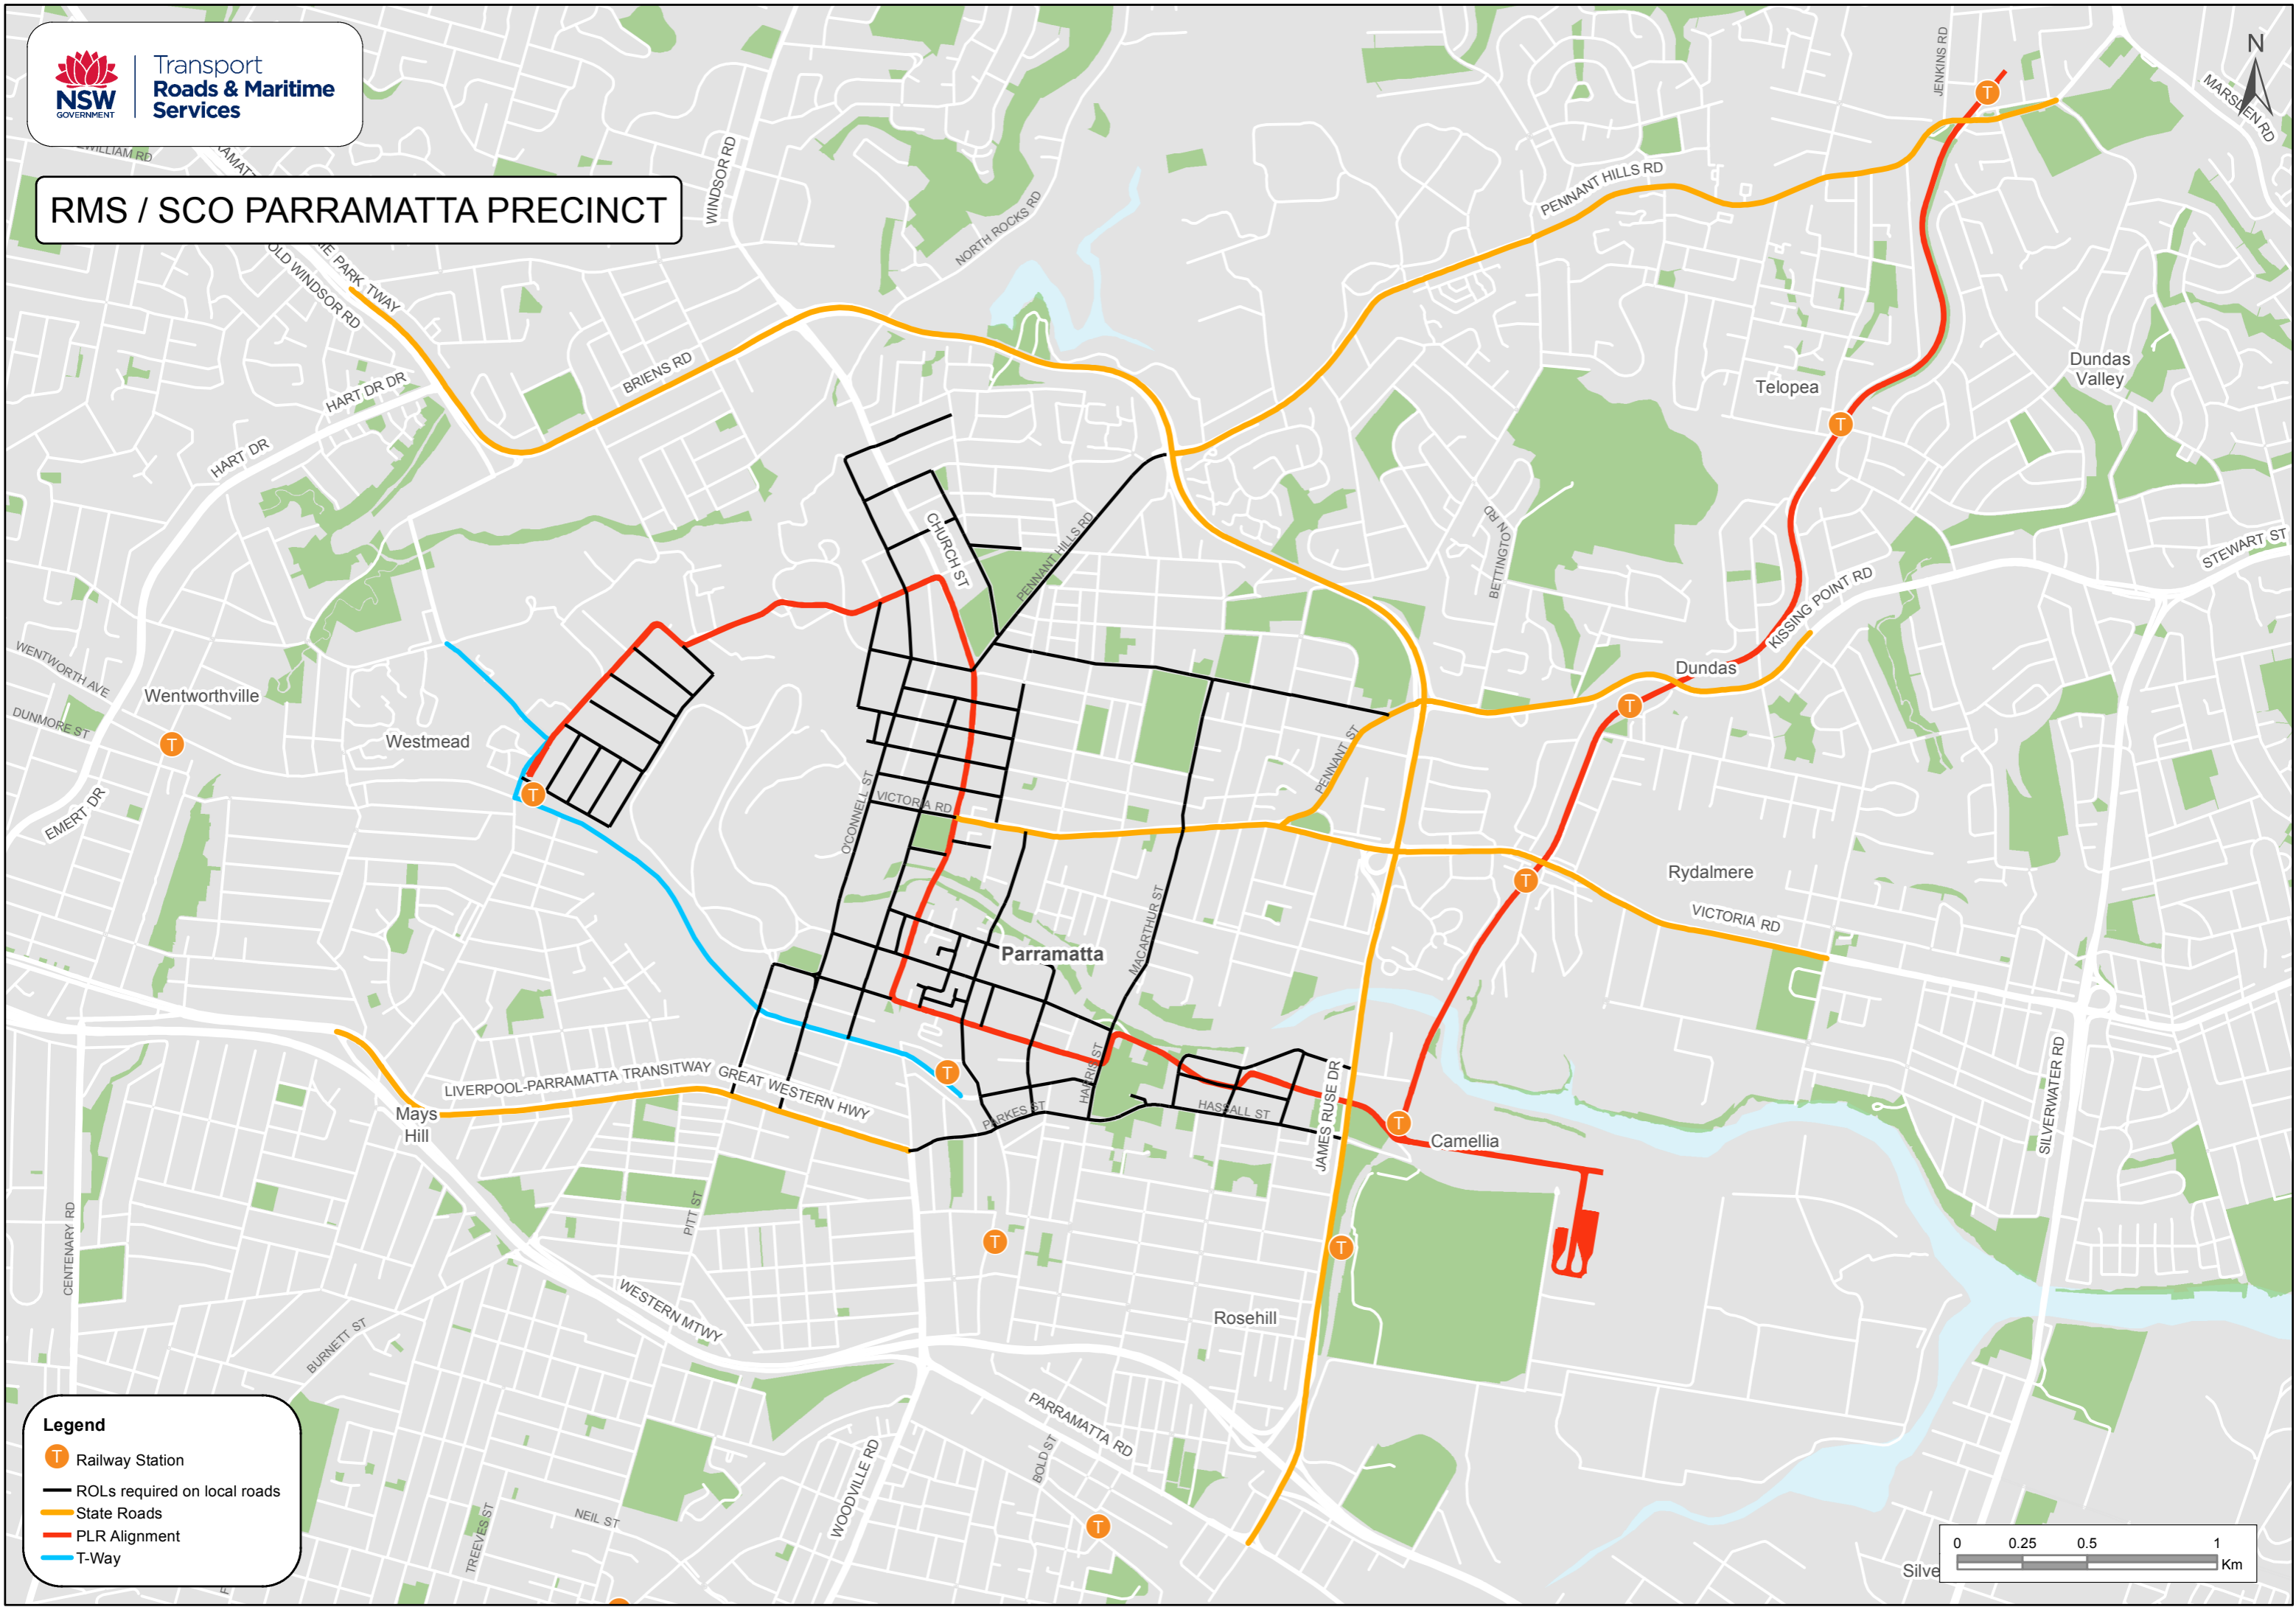 NSW
GOVERNMENT
Transport
Roads & Maritime
Services
RMS / SCO PARRAMATTA PRECINCT
N
JENKINS RD
MARSDEN RD
WINDSOR RD
OLD WINDSOR RD
PARK TWAY
NORTH ROCKS RD
PENNANT HILLS RD
BRIENS RD
HART DR DR
HART DR
Telopea
Dundas
Valley
CHURCH ST
PENNANT HILLS RD
BETTINGTON RD
STEWART ST
KISSING POINT RD
Dundas
WENTWORTH AVE
Wentworthville
DUNMORE ST
Westmead
T
T
T
T
T
T
T
T
T
T
T
EMERT DR
O'CONNELL ST
VICTORIA RD
PENNANT ST
Rydalmere
VICTORIA RD
Parramatta
MACARTHUR ST
HARRIS ST
HASSALL ST
PARKES ST
JAMES RUSE DR
Camellia
SILVERWATER RD
LIVERPOOL-PARRAMATTA TRANSITWAY
GREAT WESTERN HWY
Mays
Hill
PITT ST
CENTENARY RD
WESTERN MTWY
BURNETT ST
Rosehill
PARRAMATTA RD
BOLD ST
WOODVILLE RD
NEIL ST
TREEVES ST
Legend
T Railway Station
ROLs required on local roads
State Roads
PLR Alignment
T-Way
0 0.25 0.5 1
Km